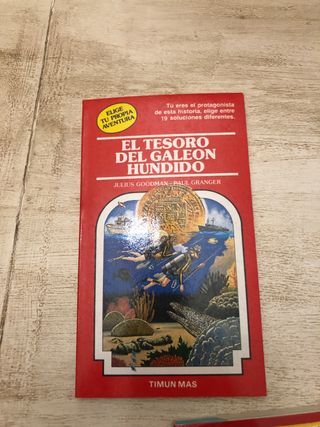 ELIGE
TU PROPIA
AVENTURA
Tú eres el protagonista
de esta historia, elige entre
19 soluciones diferentes.
EL TESORO
DEL GALEON
HUNDIDO
JULIUS GOODMAN - PAUL GRANGER
TIMUN MAS